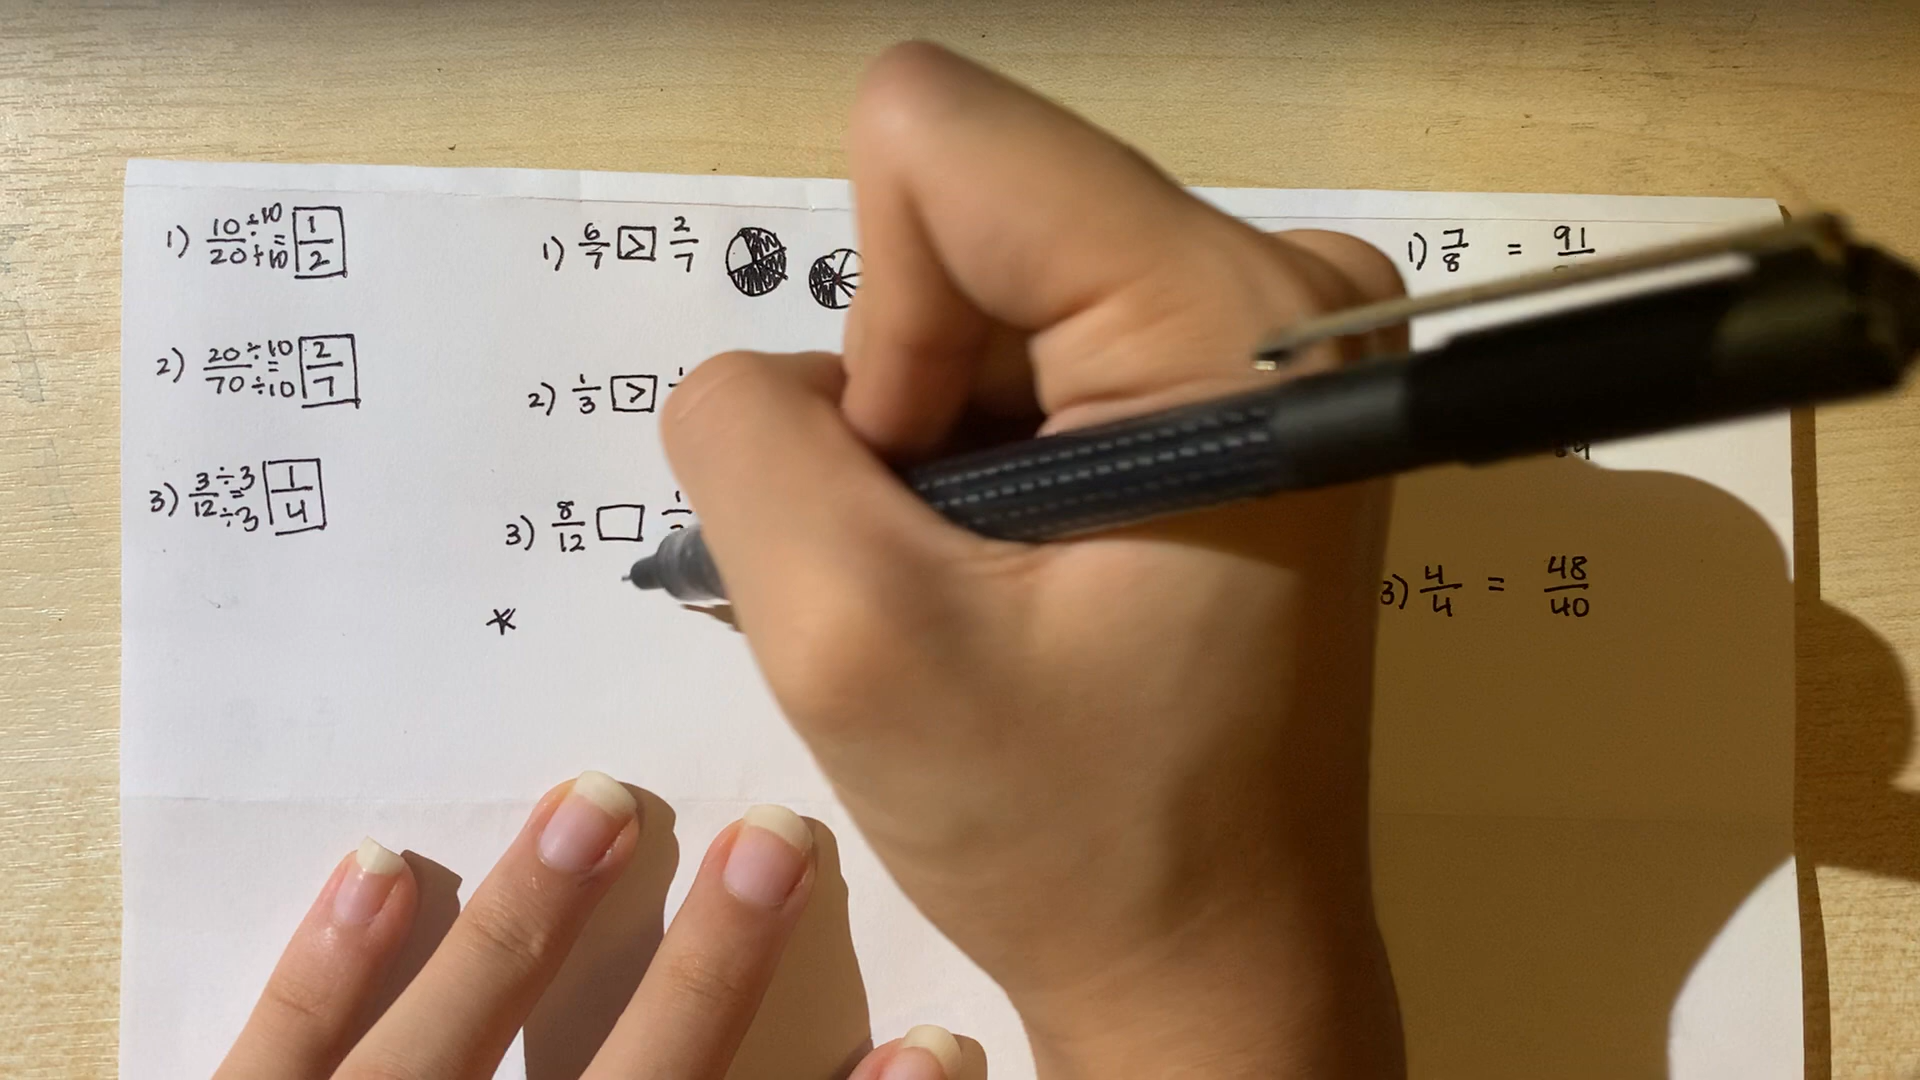 1) 10 ÷10 = 1
20 ÷10 2
2) 20 ÷10 = 2
70 ÷10 7
3) 3 ÷3 = 1
12 ÷3 4
1) 6 > 2
7 7
2) 1 > 1
3
3) 8 1
12
*
1) 7 = 91
8
3) 4 = 48
4 40